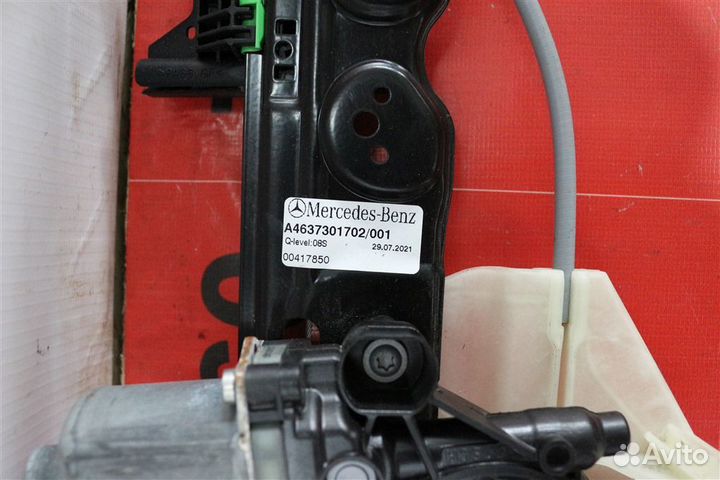 Mercedes-Benz
A4637301702/001
Q-level:08S 29.07.2021
00417850
Avito